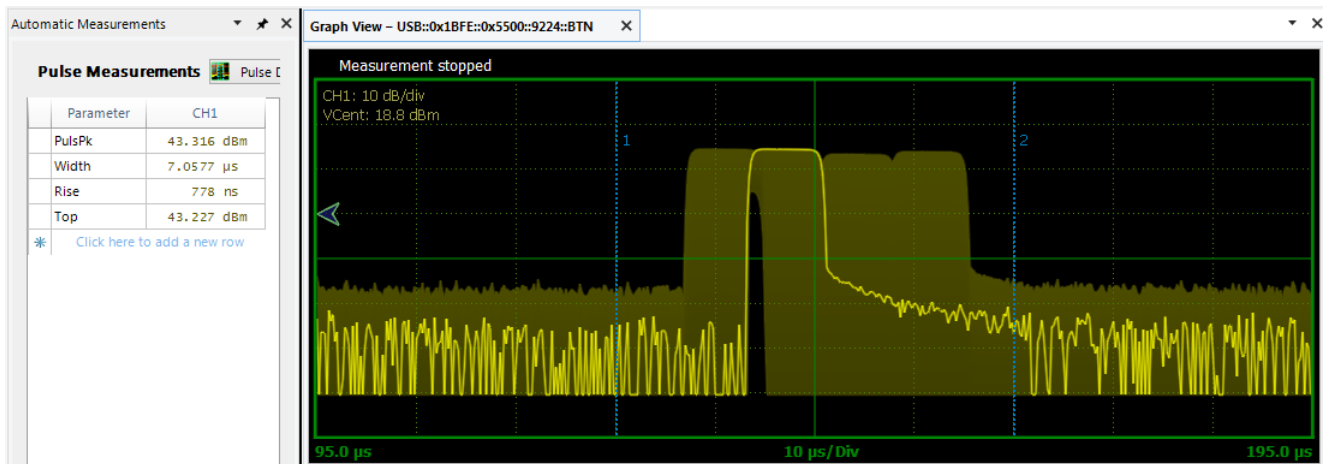 Automatic Measurements
Pulse Measurements
Pulse D
Parameter CH1
PulsPk 43.316 dBm
Width 7.0577 µs
Rise 778 ns
Top 43.227 dBm
Click here to add a new row
Graph View – USB::0x1BFE::0x5500::9224::BTN
Measurement stopped
CH1: 10 dB/div
VCent: 18.8 dBm
1
2
95.0 µs 10 µs/Div 195.0 µs